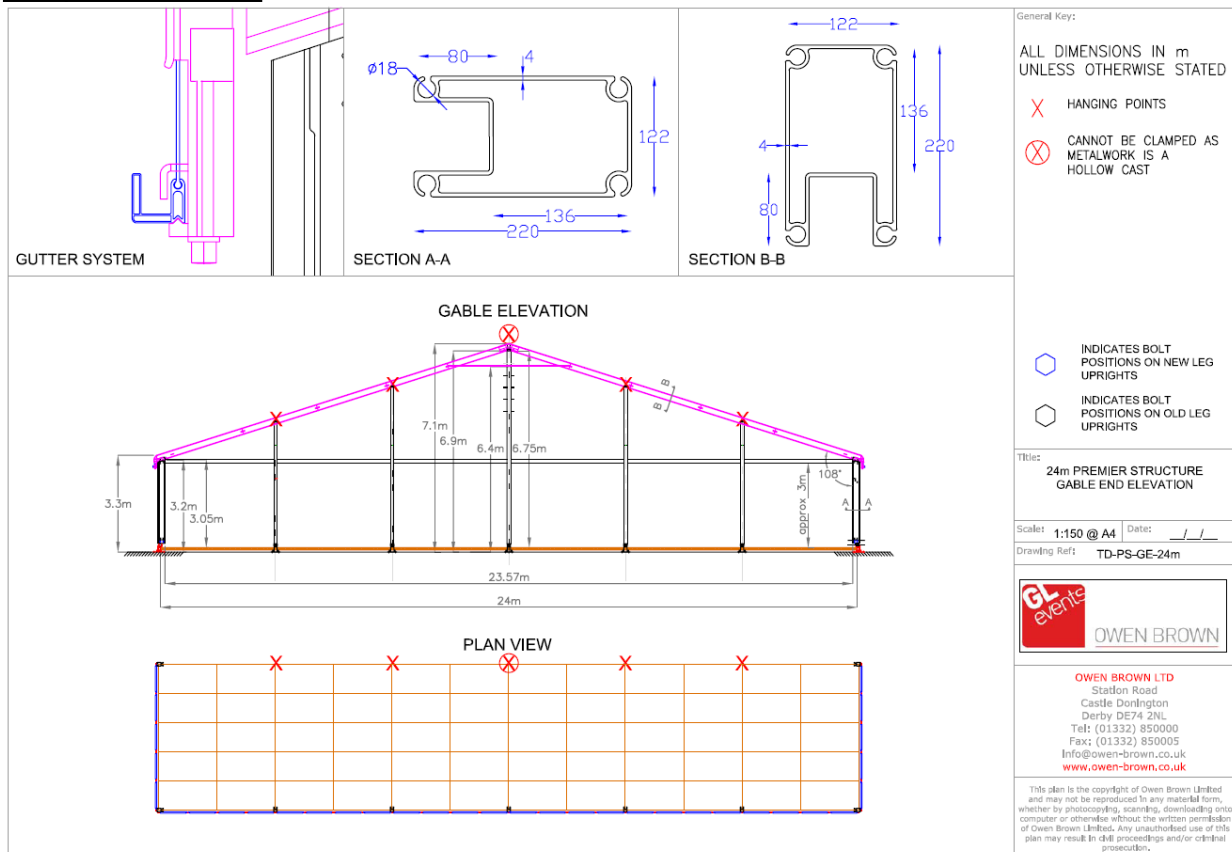 80
4
ø18
122
136
220
GUTTER SYSTEM
SECTION A-A
122
136
220
4
80
SECTION B-B
General Key:
ALL DIMENSIONS IN m
UNLESS OTHERWISE STATED
X
HANGING POINTS
X
CANNOT BE CLAMPED AS
METALWORK IS A
HOLLOW CAST
INDICATES BOLT
POSITIONS ON NEW LEG
UPRIGHTS
INDICATES BOLT
POSITIONS ON OLD LEG
UPRIGHTS
GABLE ELEVATION
X
X
X
X
X
B
B
7.1m
6.9m
6.4m
6.75m
108°
3.3m
3.2m
3.05m
approx 3m
A
A
23.57m
24m
PLAN VIEW
X
X
X
X
X
Title:
24m PREMIER STRUCTURE
GABLE END ELEVATION
Scale: 1:150 @ A4
Date: __/__/__
Drawing Ref: TD-PS-GE-24m
GL
events
OWEN BROWN
OWEN BROWN LTD
Station Road
Castle Donington
Derby DE74 2NL
Tel: (01332) 850000
Fax: (01332) 850005
Info@owen-brown.co.uk
www.owen-brown.co.uk
This plan is the copyright of Owen Brown Limited
and may not be reproduced in any material form,
whether by photocopying, scanning, downloading onto
computer or otherwise without the written permission
of Owen Brown Limited. Any unauthorised use of this
plan may result in civil proceedings and/or criminal
prosecution.